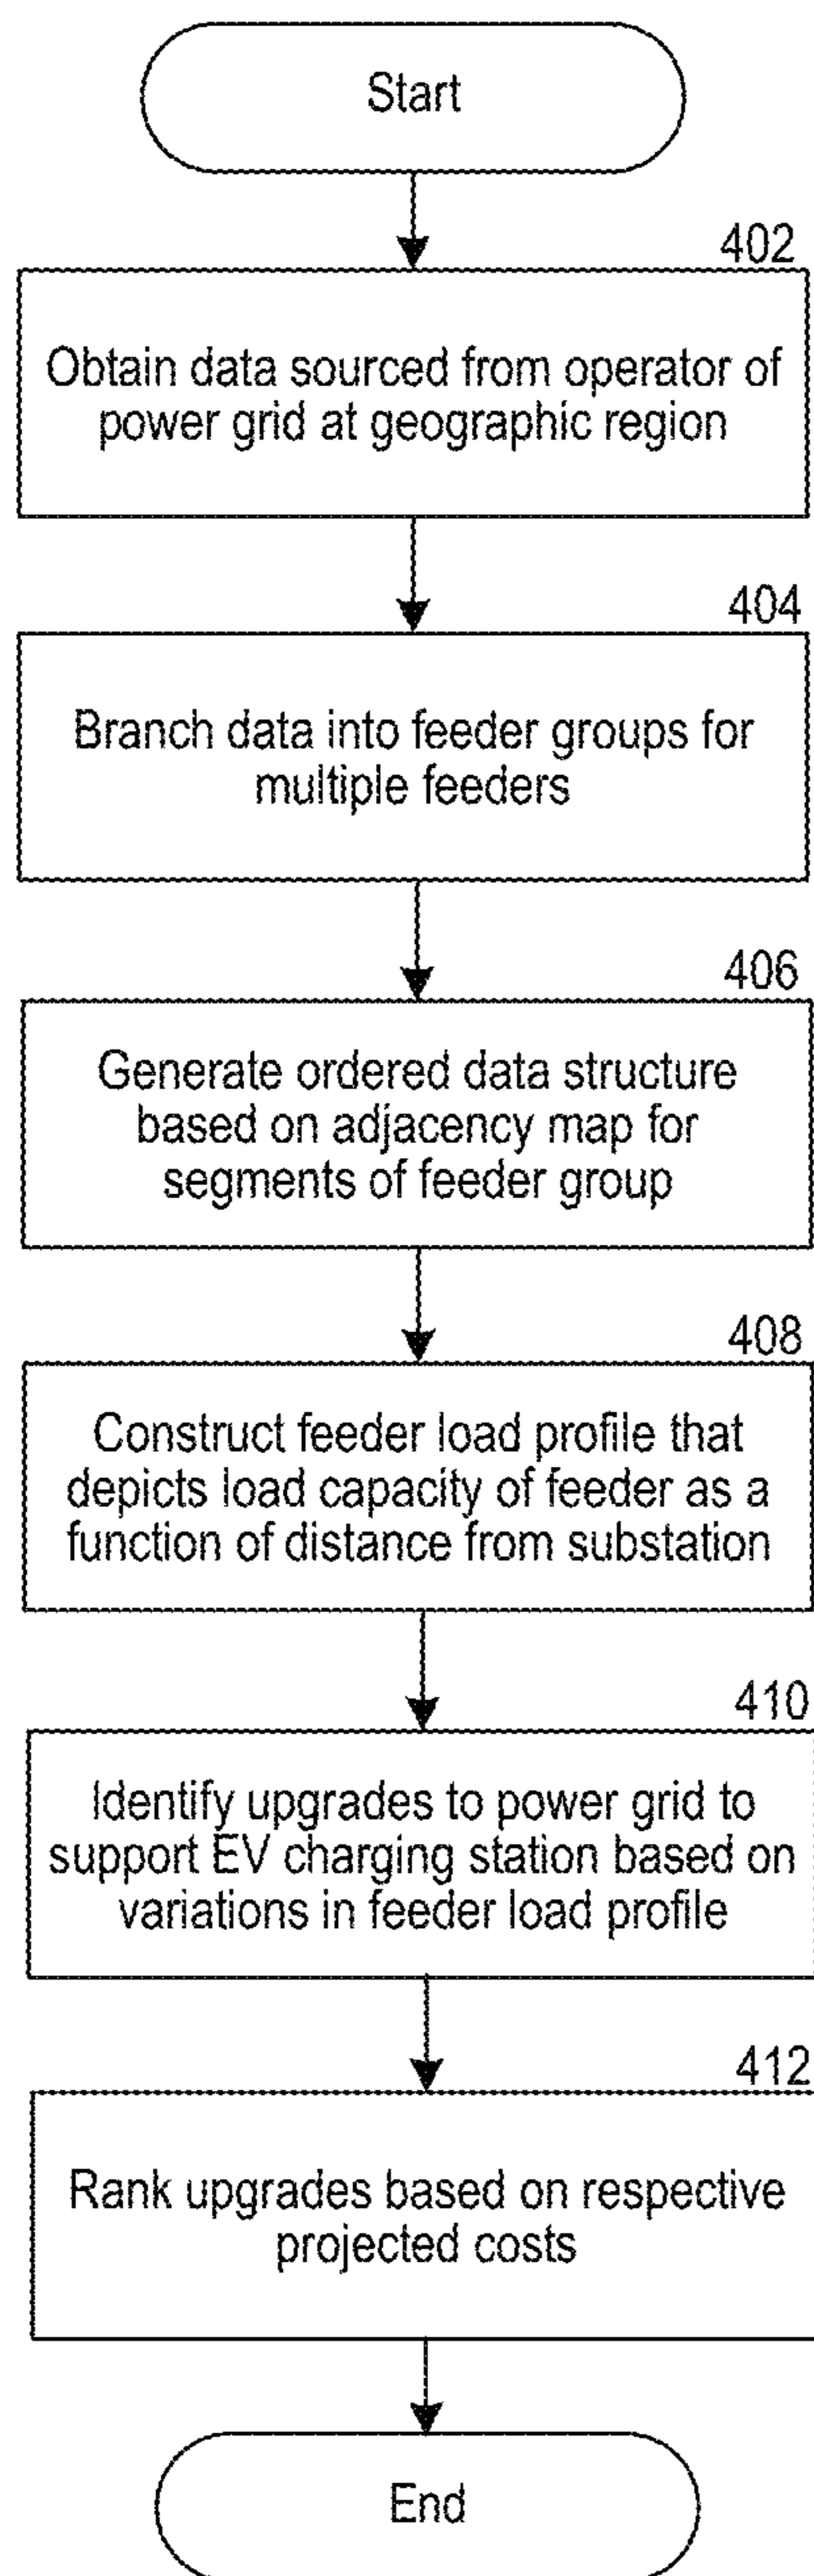 Start
402
Obtain data sourced from operator of
power grid at geographic region
404
Branch data into feeder groups for
multiple feeders
406
Generate ordered data structure
based on adjacency map for
segments of feeder group
408
Construct feeder load profile that
depicts load capacity of feeder as a
function of distance from substation
410
Identify upgrades to power grid to
support EV charging station based on
variations in feeder load profile
412
Rank upgrades based on respective
projected costs
End